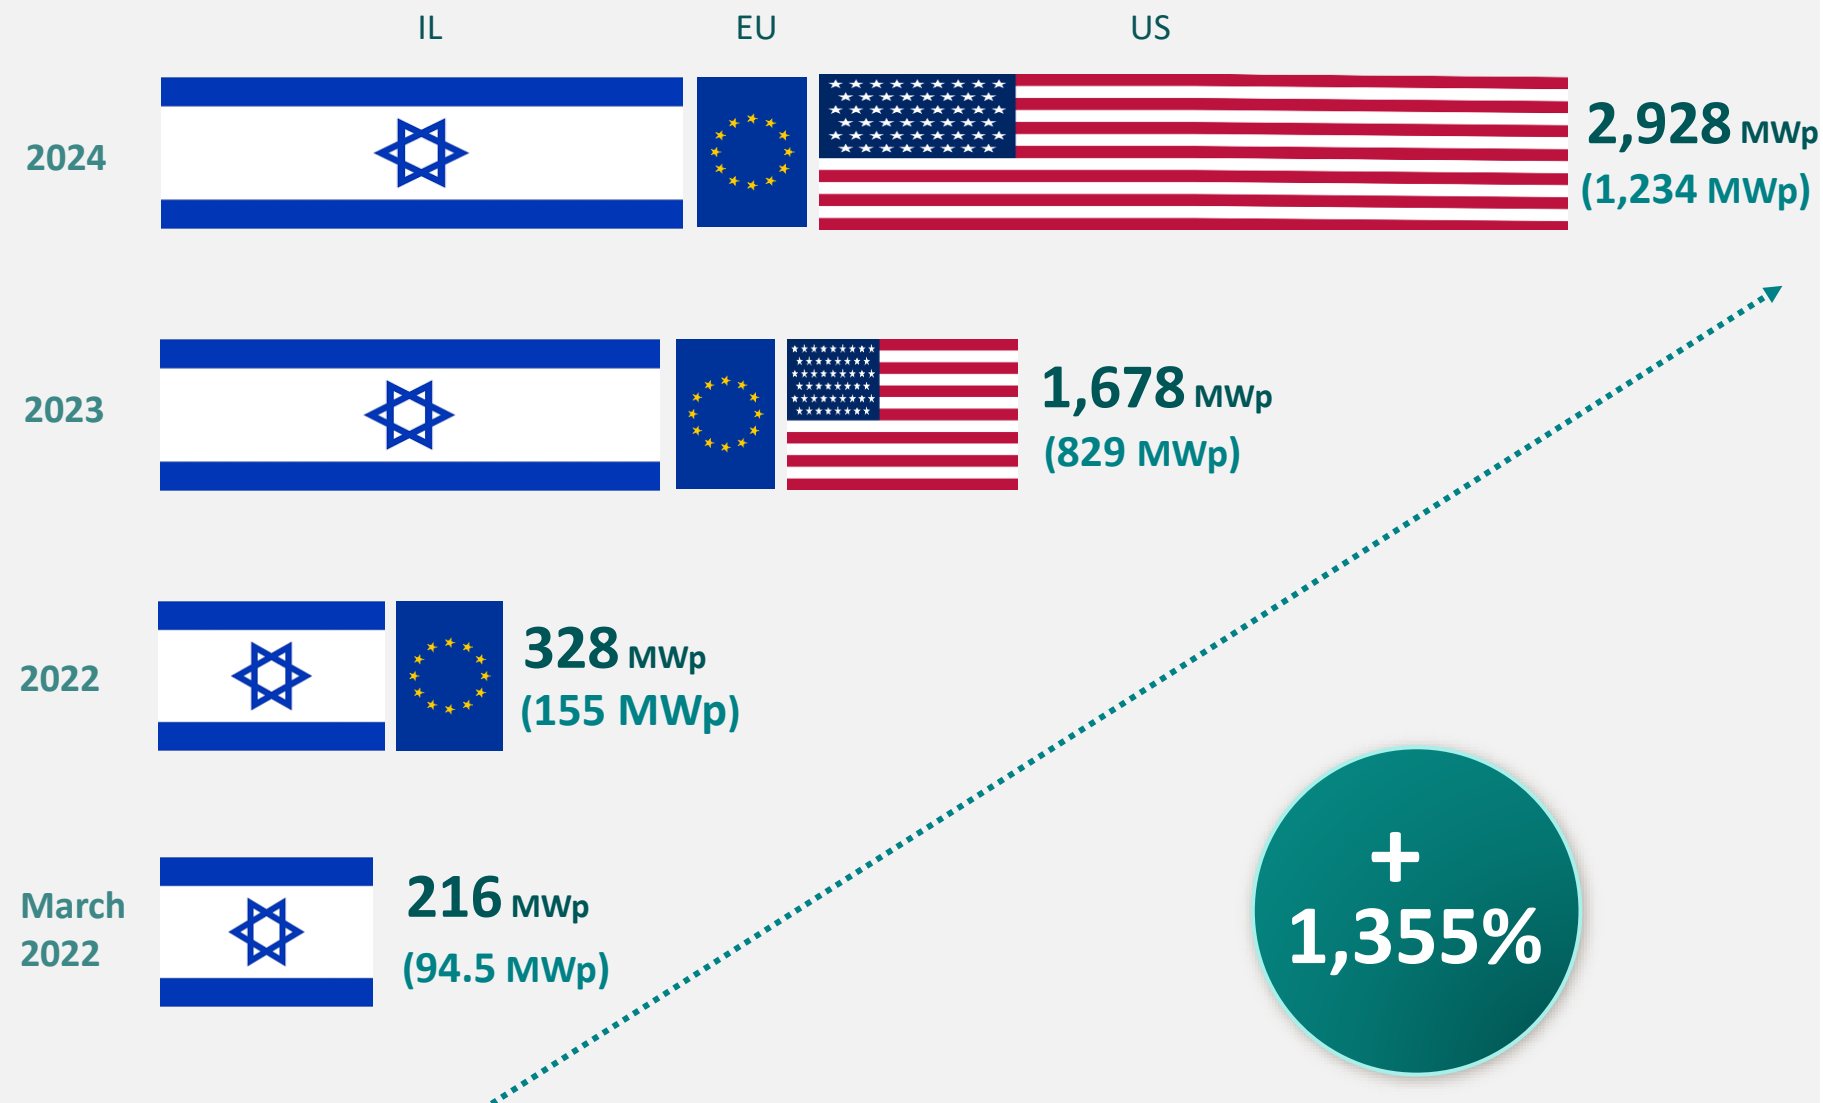 IL EU US
2024
2,928 MWp
(1,234 MWp)
2023
1,678 MWp
(829 MWp)
2022
328 MWp
(155 MWp)
March
2022
216 MWp
(94.5 MWp)
+
1,355%